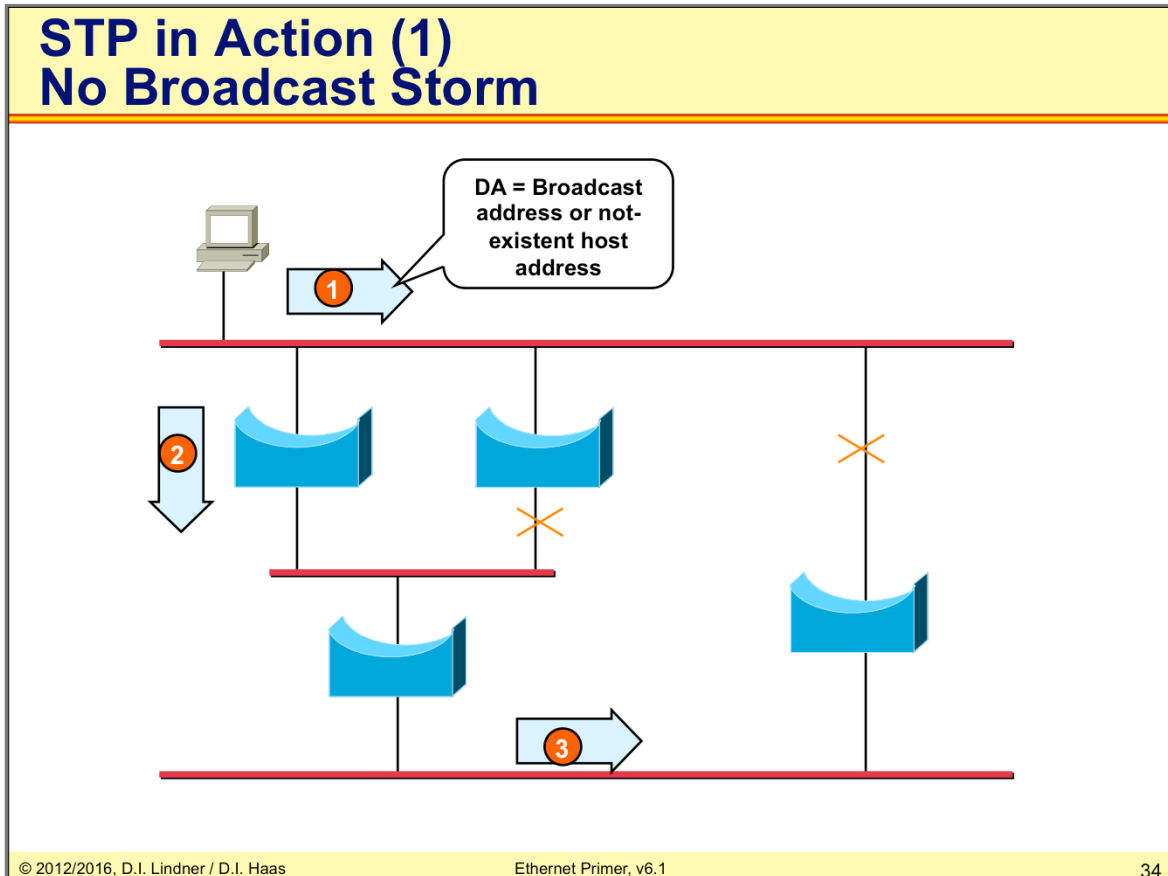 STP in Action (1)
No Broadcast Storm
DA = Broadcast
address or not-
existent host
address
1
2
3
© 2012/2016, D.I. Lindner / D.I. Haas
Ethernet Primer, v6.1
34